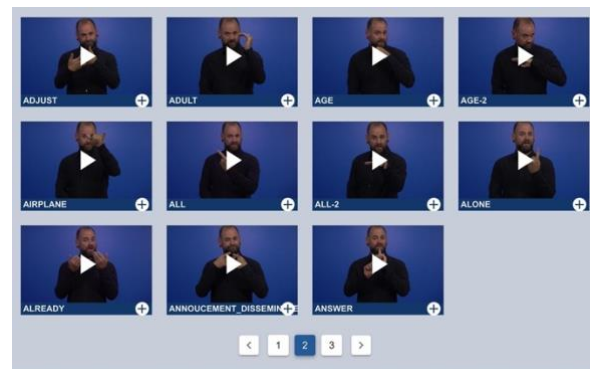 ADJUST
ADULT
AGE
AGE-2
AIRPLANE
ALL
ALL-2
ALONE
ALREADY
ANNOUCEMENT_DISSEMIN
ANSWER
< 1 2 3 >